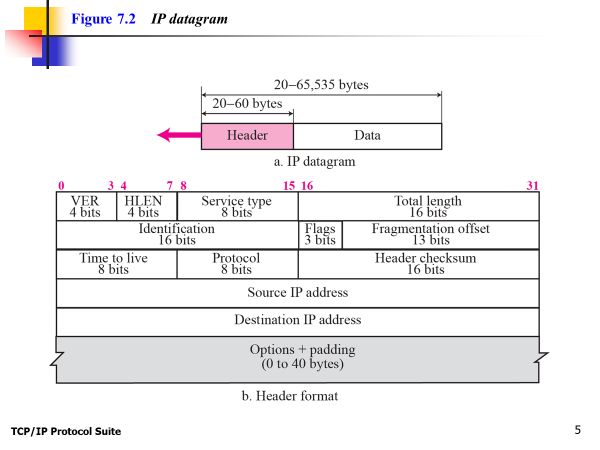 Figure 7.2 IP datagram
20–65,535 bytes
20–60 bytes
Header Data
a. IP datagram
0 3 4 7 8 15 16 31
VER HLEN Service type Total length
4 bits 4 bits 8 bits 16 bits
Identification Flags Fragmentation offset
16 bits 3 bits 13 bits
Time to live Protocol Header checksum
8 bits 8 bits 16 bits
Source IP address
Destination IP address
Options + padding
(0 to 40 bytes)
b. Header format
TCP/IP Protocol Suite 5